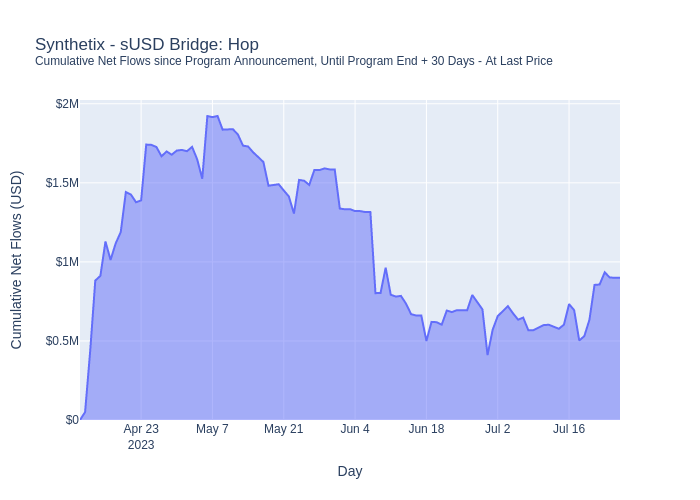 Synthetix - sUSD Bridge: Hop
Cumulative Net Flows since Program Announcement, Until Program End + 30 Days - At Last Price
$2M
$1.5M
$1M
$0.5M
$0
Cumulative Net Flows (USD)
Apr 23 May 7 May 21 Jun 4 Jun 18 Jul 2 Jul 16
2023
Day